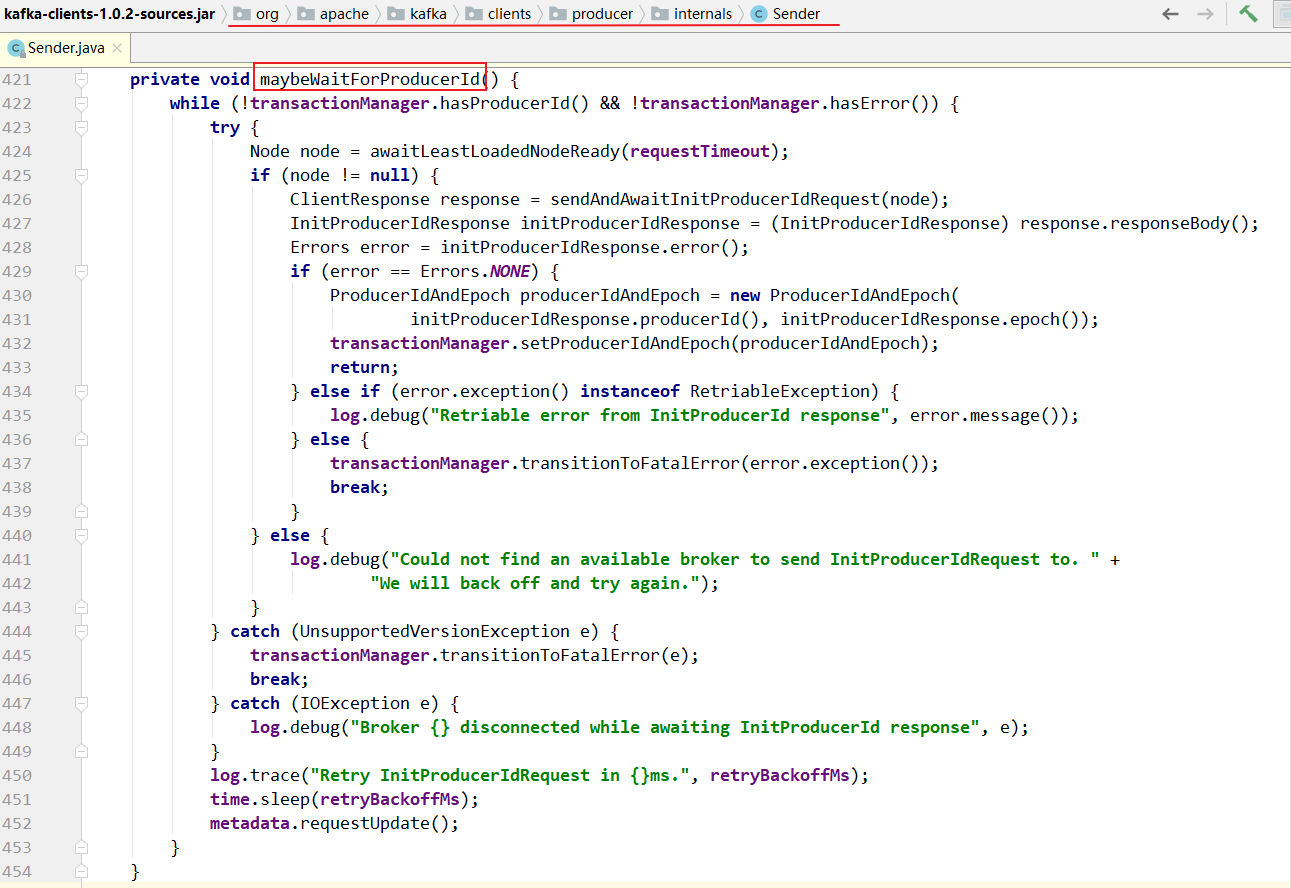 kafka-clients-1.0.2-sources.jar org apache kafka clients producer internals Sender
Sender.java
421 private void maybeWaitForProducerId() {
422 while (!transactionManager.hasProducerId() && !transactionManager.hasError()) {
423 try {
424 Node node = awaitLeastLoadedNodeReady(requestTimeout);
425 if (node != null) {
426 ClientResponse response = sendAndAwaitInitProducerIdRequest(node);
427 InitProducerIdResponse initProducerIdResponse = (InitProducerIdResponse) response.responseBody();
428 Errors error = initProducerIdResponse.error();
429 if (error == Errors.NONE) {
430 ProducerIdAndEpoch producerIdAndEpoch = new ProducerIdAndEpoch(
431 initProducerIdResponse.producerId(), initProducerIdResponse.epoch());
432 transactionManager.setProducerIdAndEpoch(producerIdAndEpoch);
433 return;
434 } else if (error.exception() instanceof RetriableException) {
435 log.debug("Retriable error from InitProducerId response", error.message());
436 } else {
437 transactionManager.transitionToFatalError(error.exception());
438 break;
439 }
440 } else {
441 log.debug("Could not find an available broker to send InitProducerIdRequest to. " +
442 "We will back off and try again.");
443 }
444 } catch (UnsupportedVersionException e) {
445 transactionManager.transitionToFatalError(e);
446 break;
447 } catch (IOException e) {
448 log.debug("Broker {} disconnected while awaiting InitProducerId response", e);
449 }
450 log.trace("Retry InitProducerIdRequest in {}ms.", retryBackoffMs);
451 time.sleep(retryBackoffMs);
452 metadata.requestUpdate();
453 }
454 }